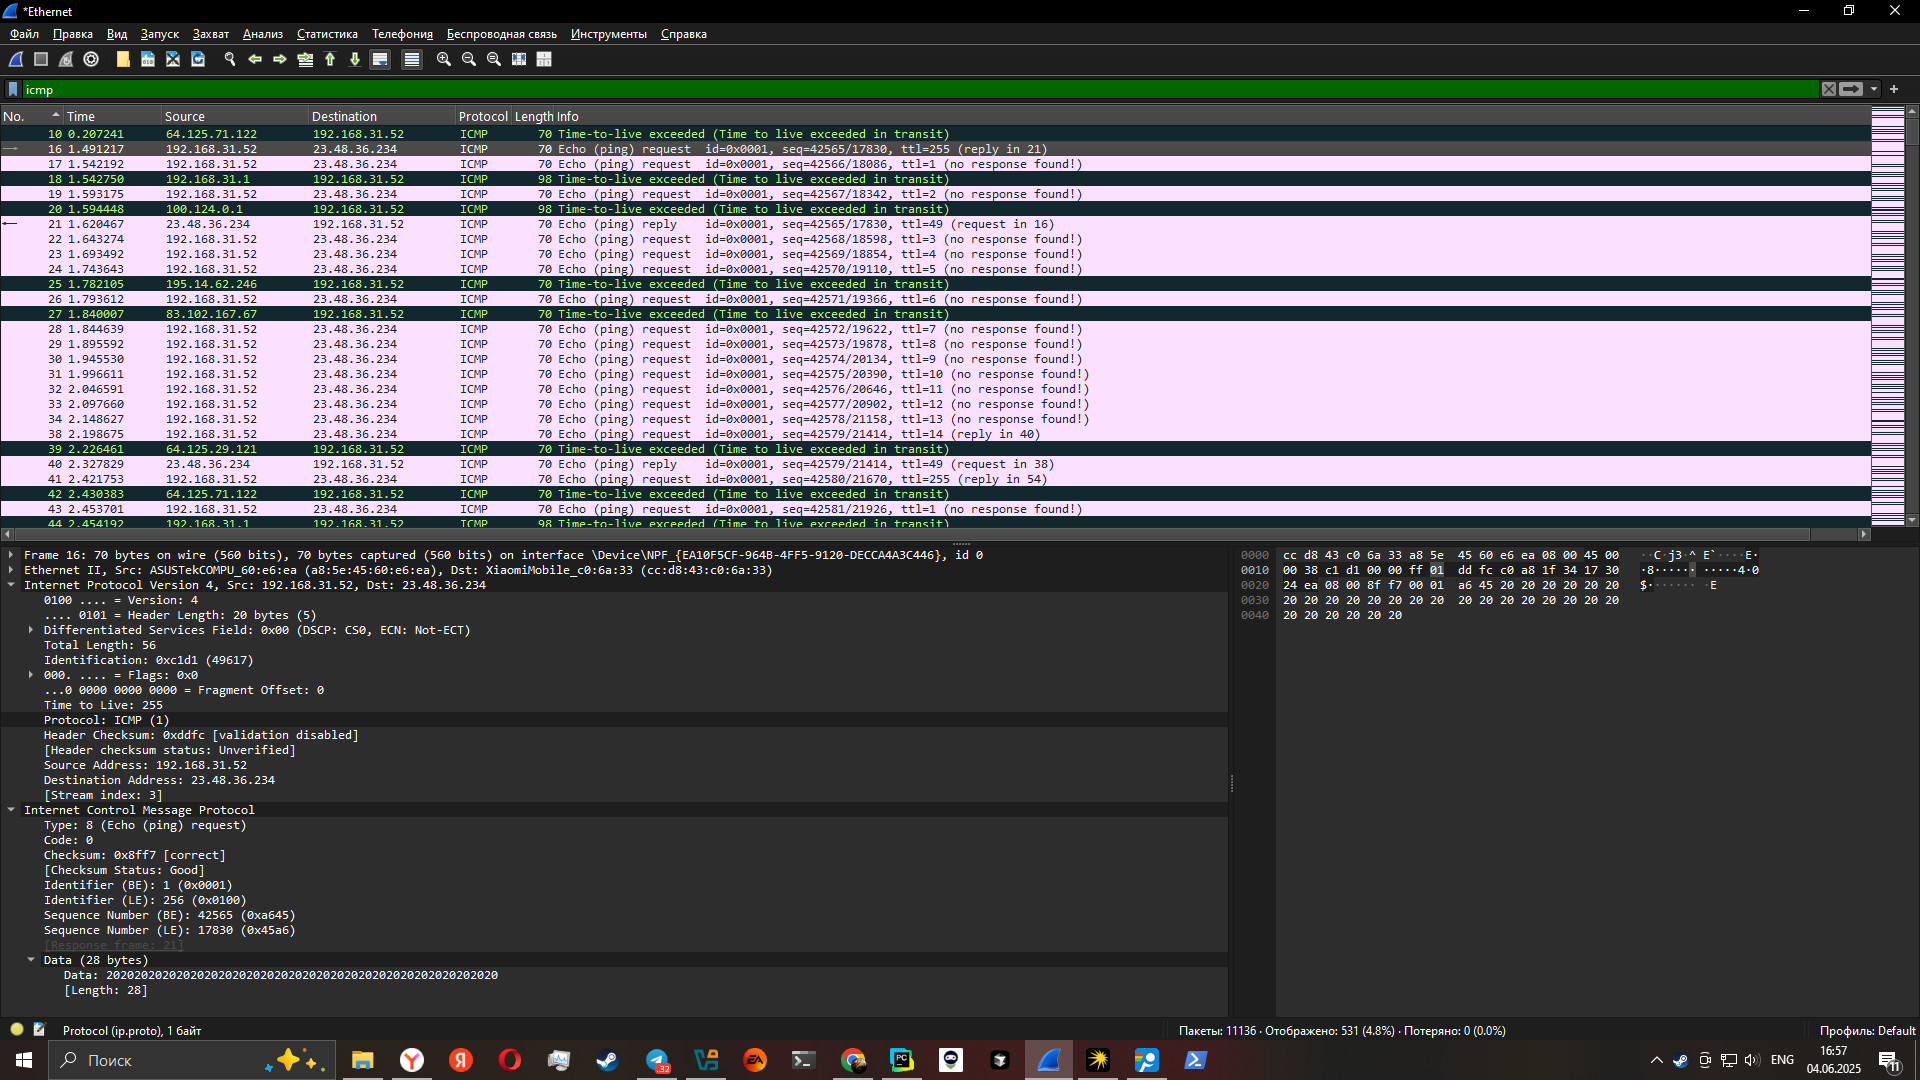 *Ethernet
Файл Правка Вид Запуск Захват Анализ Статистика Телефония Беспроводная связь Инструменты Справка
icmp
No. Time Source Destination Protocol Length Info
10 0.207241 64.125.71.122 192.168.31.52 ICMP 70 Time-to-live exceeded (Time to live exceeded in transit)
16 1.491217 192.168.31.52 23.48.36.234 ICMP 70 Echo (ping) request id=0x0001, seq=42565/17830, ttl=255 (reply in 21)
17 1.542192 192.168.31.52 23.48.36.234 ICMP 70 Echo (ping) request id=0x0001, seq=42566/18086, ttl=1 (no response found!)
18 1.542750 192.168.31.1 192.168.31.52 ICMP 98 Time-to-live exceeded (Time to live exceeded in transit)
19 1.593175 192.168.31.52 23.48.36.234 ICMP 70 Echo (ping) request id=0x0001, seq=42567/18342, ttl=2 (no response found!)
20 1.594448 100.124.0.1 192.168.31.52 ICMP 98 Time-to-live exceeded (Time to live exceeded in transit)
21 1.620467 23.48.36.234 192.168.31.52 ICMP 70 Echo (ping) reply id=0x0001, seq=42565/17830, ttl=49 (request in 16)
22 1.643274 192.168.31.52 23.48.36.234 ICMP 70 Echo (ping) request id=0x0001, seq=42568/18598, ttl=3 (no response found!)
23 1.693492 192.168.31.52 23.48.36.234 ICMP 70 Echo (ping) request id=0x0001, seq=42569/18854, ttl=4 (no response found!)
24 1.743643 192.168.31.52 23.48.36.234 ICMP 70 Echo (ping) request id=0x0001, seq=42570/19110, ttl=5 (no response found!)
25 1.782105 195.14.62.246 192.168.31.52 ICMP 70 Time-to-live exceeded (Time to live exceeded in transit)
26 1.793612 192.168.31.52 23.48.36.234 ICMP 70 Echo (ping) request id=0x0001, seq=42571/19366, ttl=6 (no response found!)
27 1.840007 83.102.167.67 192.168.31.52 ICMP 70 Time-to-live exceeded (Time to live exceeded in transit)
28 1.844639 192.168.31.52 23.48.36.234 ICMP 70 Echo (ping) request id=0x0001, seq=42572/19622, ttl=7 (no response found!)
29 1.895592 192.168.31.52 23.48.36.234 ICMP 70 Echo (ping) request id=0x0001, seq=42573/19878, ttl=8 (no response found!)
30 1.945530 192.168.31.52 23.48.36.234 ICMP 70 Echo (ping) request id=0x0001, seq=42574/20134, ttl=9 (no response found!)
31 1.996611 192.168.31.52 23.48.36.234 ICMP 70 Echo (ping) request id=0x0001, seq=42575/20390, ttl=10 (no response found!)
32 2.046591 192.168.31.52 23.48.36.234 ICMP 70 Echo (ping) request id=0x0001, seq=42576/20646, ttl=11 (no response found!)
33 2.097660 192.168.31.52 23.48.36.234 ICMP 70 Echo (ping) request id=0x0001, seq=42577/20902, ttl=12 (no response found!)
34 2.148627 192.168.31.52 23.48.36.234 ICMP 70 Echo (ping) request id=0x0001, seq=42578/21158, ttl=13 (no response found!)
38 2.198675 192.168.31.52 23.48.36.234 ICMP 70 Echo (ping) request id=0x0001, seq=42579/21414, ttl=14 (reply in 40)
39 2.226461 64.125.29.121 192.168.31.52 ICMP 70 Time-to-live exceeded (Time to live exceeded in transit)
40 2.327829 23.48.36.234 192.168.31.52 ICMP 70 Echo (ping) reply id=0x0001, seq=42579/21414, ttl=49 (request in 38)
41 2.421753 192.168.31.52 23.48.36.234 ICMP 70 Echo (ping) request id=0x0001, seq=42580/21670, ttl=255 (reply in 54)
42 2.430383 64.125.71.122 192.168.31.52 ICMP 70 Time-to-live exceeded (Time to live exceeded in transit)
43 2.453701 192.168.31.52 23.48.36.234 ICMP 70 Echo (ping) request id=0x0001, seq=42581/21926, ttl=1 (no response found!)
44 2.454192 192.168.31.1 192.168.31.52 ICMP 98 Time-to-live exceeded (Time to live exceeded in transit)
Frame 16: 70 bytes on wire (560 bits), 70 bytes captured (560 bits) on interface \Device\NPF_{EA10F5CF-964B-4FF5-9120-DECCA4A3C446}, id 0
Ethernet II, Src: ASUSTekCOMPU_60:e6:ea (a8:5e:45:60:e6:ea), Dst: XiaomiMobile_c0:6a:33 (cc:d8:43:c0:6a:33)
Internet Protocol Version 4, Src: 192.168.31.52, Dst: 23.48.36.234
0100 .... = Version: 4
.... 0101 = Header Length: 20 bytes (5)
Differentiated Services Field: 0x00 (DSCP: CS0, ECN: Not-ECT)
Total Length: 56
Identification: 0xc1d1 (49617)
000. .... = Flags: 0x0
...0 0000 0000 0000 = Fragment Offset: 0
Time to Live: 255
Protocol: ICMP (1)
Header Checksum: 0xddfc [validation disabled]
[Header checksum status: Unverified]
Source Address: 192.168.31.52
Destination Address: 23.48.36.234
[Stream index: 3]
Internet Control Message Protocol
Type: 8 (Echo (ping) request)
Code: 0
Checksum: 0x8ff7 [correct]
[Checksum Status: Good]
Identifier (BE): 1 (0x0001)
Identifier (LE): 256 (0x0100)
Sequence Number (BE): 42565 (0xa645)
Sequence Number (LE): 17830 (0x45a6)
[Response frame: 21]
Data (28 bytes)
Data: 20202020202020202020202020202020202020202020202020202020
[Length: 28]
0000 cc d8 43 c0 6a 33 a8 5e 45 60 e6 ea 08 00 45 00 ··C·j3·^ E`····E·
0010 00 38 c1 d1 00 00 ff 01 dd fc c0 a8 1f 34 17 30 ·8······ ·····4·0
0020 24 ea 08 00 8f f7 00 01 a6 45 20 20 20 20 20 20 $······· ·E
0030 20 20 20 20 20 20 20 20 20 20 20 20 20 20 20 20
0040 20 20 20 20 20 20
Protocol (ip.proto), 1 байт
Пакеты: 11136 · Отображено: 531 (4.8%) · Потеряно: 0 (0.0%)
Профиль: Default
Поиск
32
ENG
16:57
04.06.2025
11